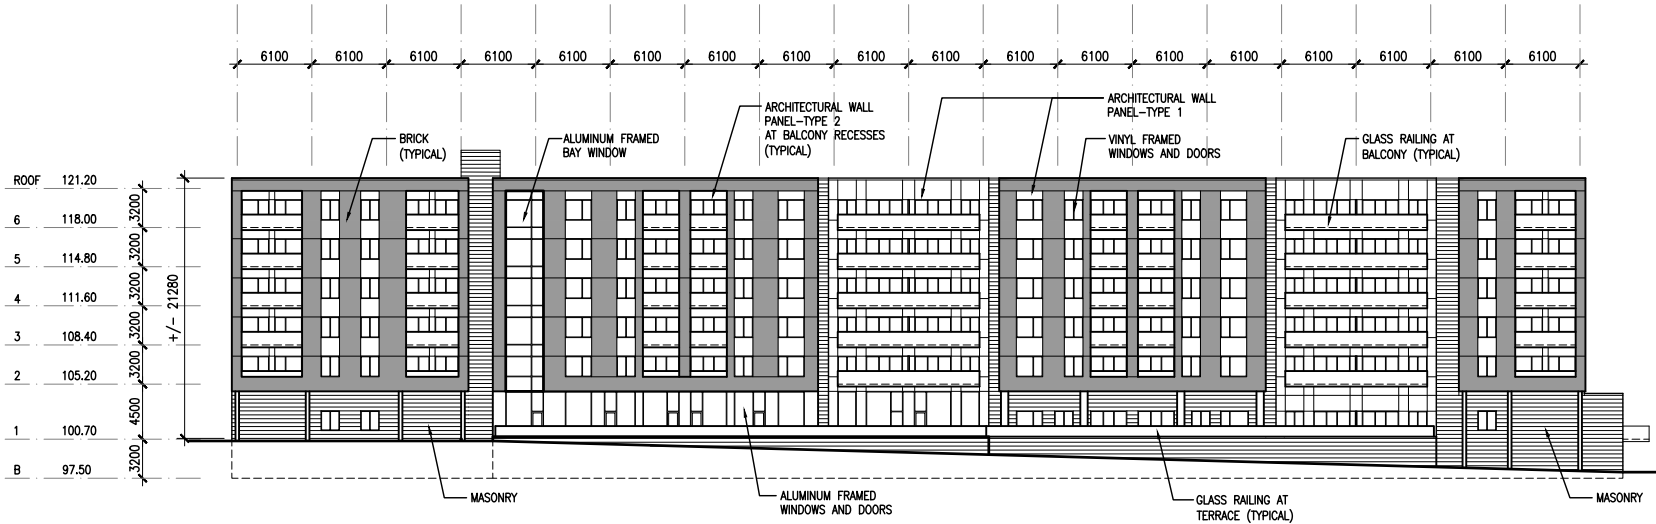 6100 6100 6100 6100 6100 6100 6100 6100 6100 6100 6100 6100 6100 6100 6100 6100 6100 6100
ARCHITECTURAL WALL
PANEL-TYPE 2
AT BALCONY RECESSES
(TYPICAL)
ARCHITECTURAL WALL
PANEL-TYPE 1
BRICK
(TYPICAL)
ALUMINUM FRAMED
BAY WINDOW
VINYL FRAMED
WINDOWS AND DOORS
GLASS RAILING AT
BALCONY (TYPICAL)
ROOF 121.20
3200
6 118.00
3200
5 114.80
3200
4 111.60
3200
3 108.40
3200
2 105.20
4500
1 100.70
3200
B 97.50
+/- 21280
MASONRY
ALUMINUM FRAMED
WINDOWS AND DOORS
GLASS RAILING AT
TERRACE (TYPICAL)
MASONRY